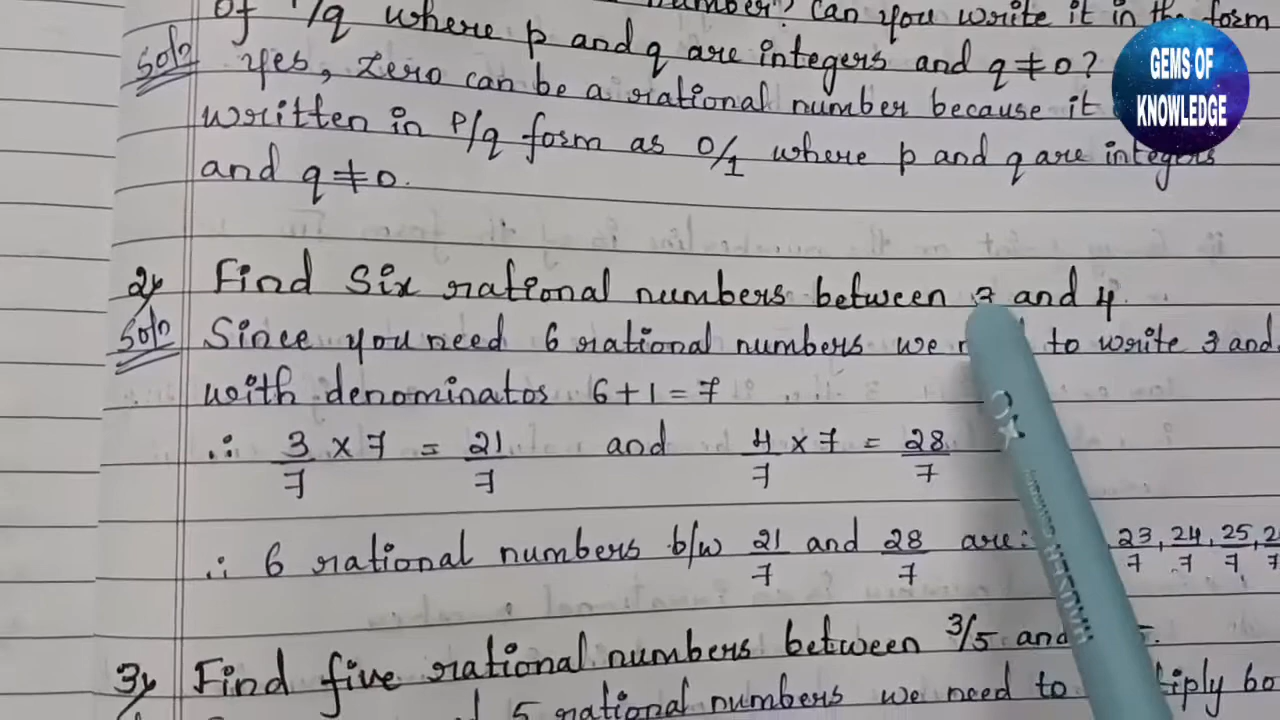 number? Can you write it in the form
Of P/q where p and q are integers and q ≠ 0?
Soln Yes, zero can be a rational number because it
written in P/q form as 0/1 where p and q are integers
and q ≠ 0.
2) Find Six rational numbers between 3 and 4.
Soln Since you need 6 rational numbers we to write 3 and
with denominator 6+1=7
∴ 3/7 × 7 = 21/7 and 4/7 × 7 = 28/7
∴ 6 rational numbers b/w 21/7 and 28/7 are: , 23/7, 24/7, 25/7,
3) Find five rational numbers between 3/5 and
5 rational numbers we need to
GEMS OF
KNOWLEDGE